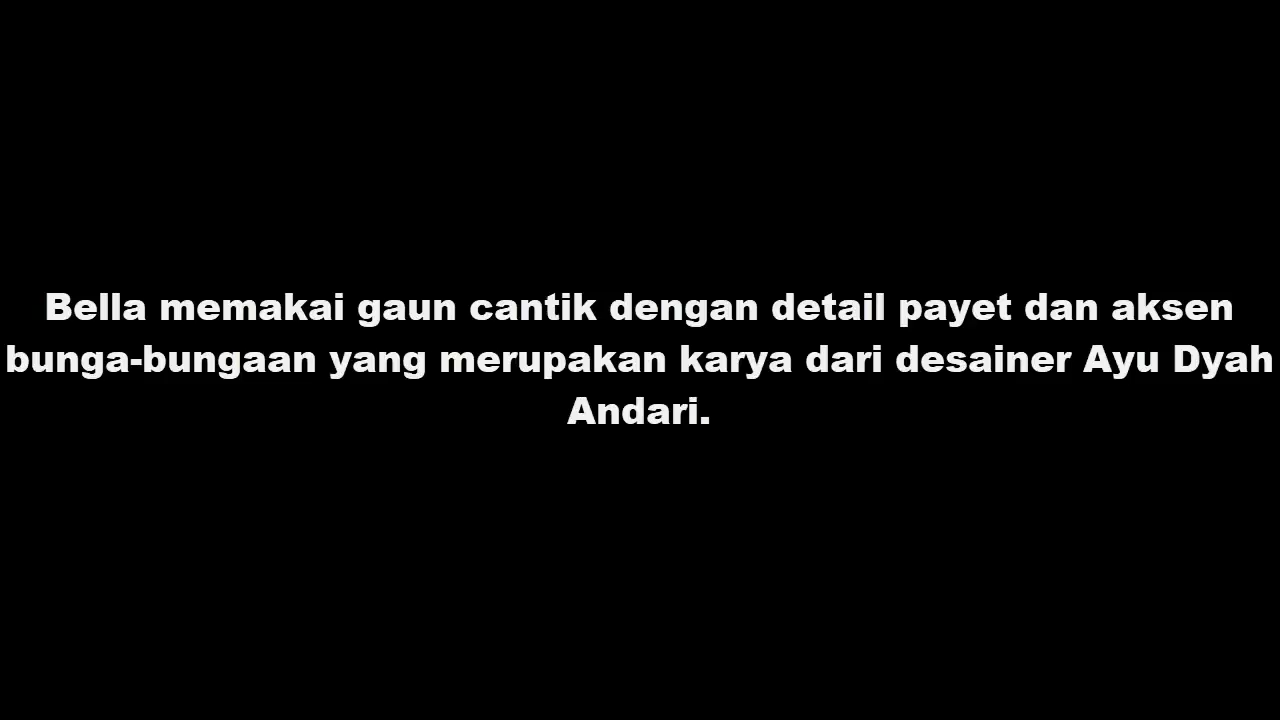 Bella memakai gaun cantik dengan detail payet dan aksen
bunga-bungaan yang merupakan karya dari desainer Ayu Dyah
Andari.